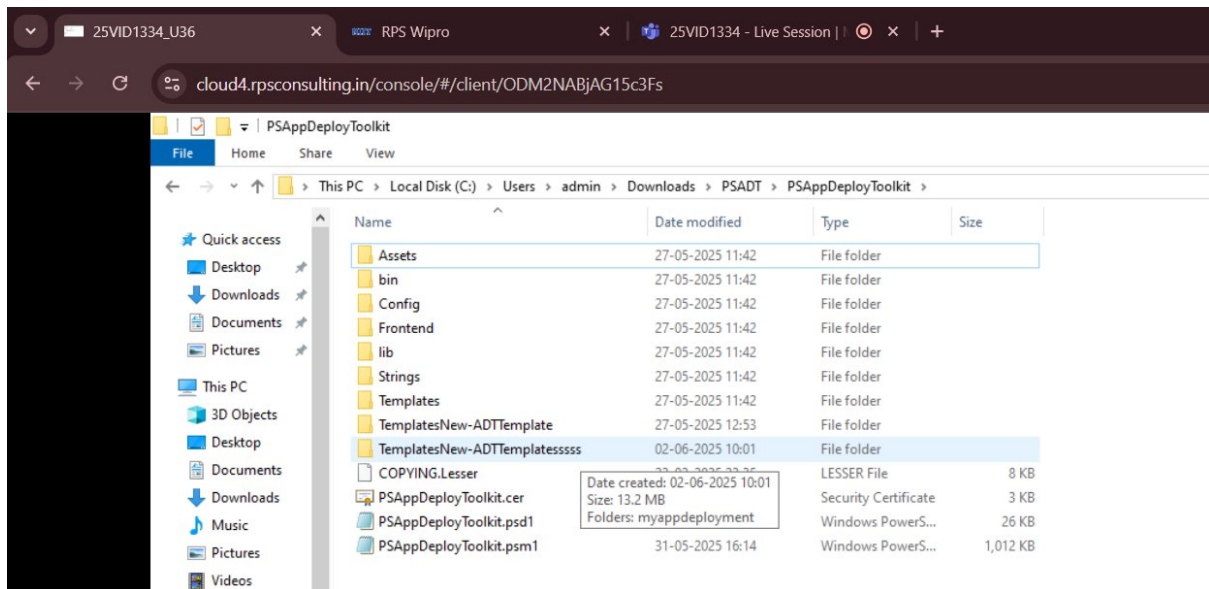 25VID1334_U36 RPS Wipro 25VID1334 - Live Session |
cloud4.rpsconsulting.in/console/#/client/ODM2NABjAG15c3Fs
PSAppDeployToolkit
File Home Share View
This PC > Local Disk (C:) > Users > admin > Downloads > PSADT > PSAppDeployToolkit >
Name Date modified Type Size
Quick access
Desktop
Downloads
Documents
Pictures
This PC
3D Objects
Desktop
Documents
Downloads
Music
Pictures
Videos
Assets 27-05-2025 11:42 File folder
bin 27-05-2025 11:42 File folder
Config 27-05-2025 11:42 File folder
Frontend 27-05-2025 11:42 File folder
lib 27-05-2025 11:42 File folder
Strings 27-05-2025 11:42 File folder
Templates 27-05-2025 11:42 File folder
TemplatesNew-ADTTemplate 27-05-2025 12:53 File folder
TemplatesNew-ADTTemplatesssss 02-06-2025 10:01 File folder
COPYING.Lesser LESSER File 8 KB
PSAppDeployToolkit.cer Security Certificate 3 KB
PSAppDeployToolkit.psd1 Windows PowerS... 26 KB
PSAppDeployToolkit.psm1 31-05-2025 16:14 Windows PowerS... 1,012 KB
Date created: 02-06-2025 10:01
Size: 13.2 MB
Folders: myappdeployment